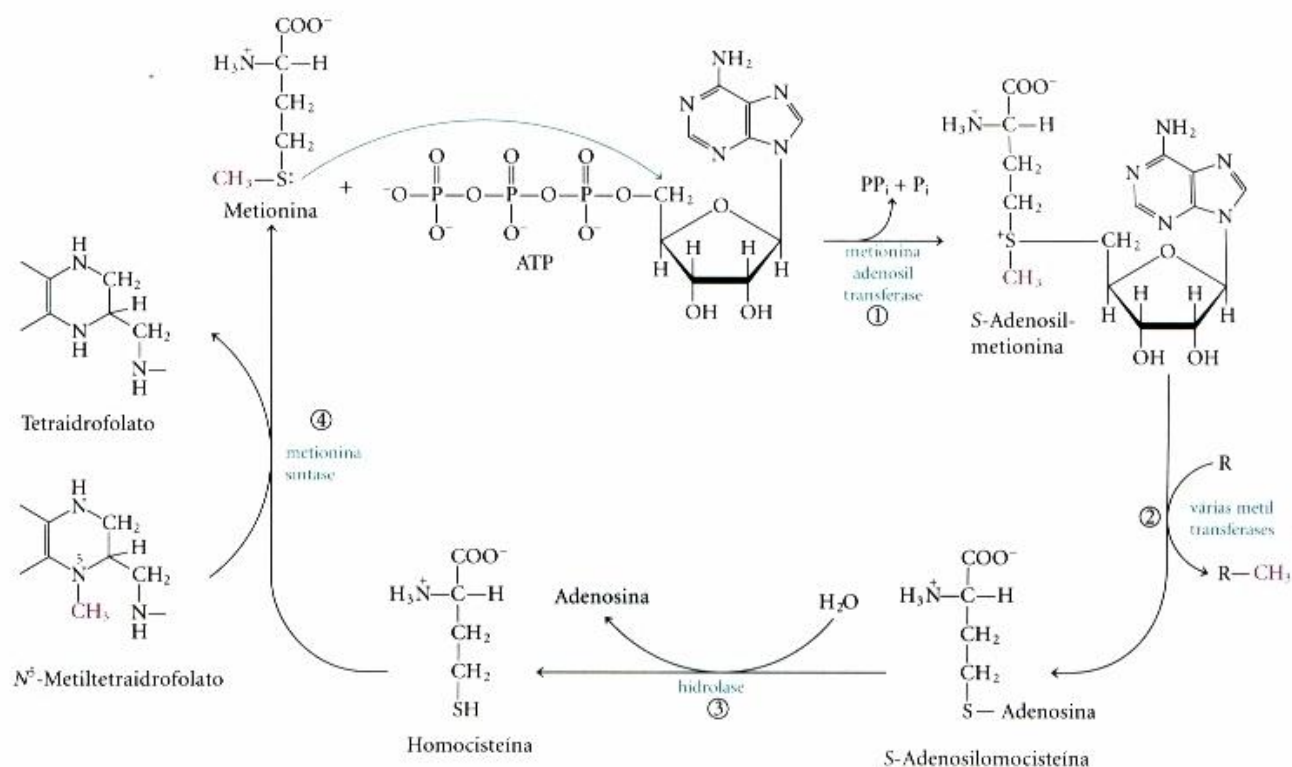 COO⁻
H₃N⁺—C—H
CH₂
CH₂
CH₃—S:
Metionina
+
O O O
⁻O—P—O—P—O—P—O—CH₂
O⁻ O⁻ O⁻
ATP
NH₂
N N
N N
O
H H
H H
OH OH
PPᵢ + Pᵢ
metionina
adenosil
transferase
①
COO⁻
H₃N—C—H
CH₂
CH₂
⁺S—CH₂
CH₃
S-Adenosil-
metionina
NH₂
N N
N N
O
H H
H H
OH OH
R
②
várias metil
transferases
R—CH₃
COO⁻
H₃N⁺—C—H
CH₂
CH₂
S—Adenosina
S-Adenosilomocisteína
H₂O
Adenosina
hidrolase
③
COO⁻
H₃N⁺—C—H
CH₂
CH₂
SH
Homocisteína
④
metionina
sintase
H
N
CH₂
H
N
H
CH₂
N—
H
Tetraidrofolato
H
N
CH₂
H
5
N
CH₃
CH₂
N—
H
N⁵-Metiltetraidrofolato